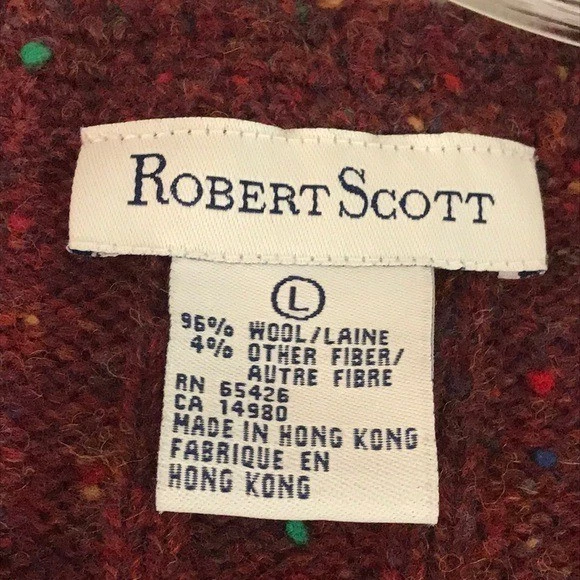 ROBERT SCOTT
L
96% WOOL/LAINE
4% OTHER FIBER/
AUTRE FIBRE
RN 65426
CA 14980
MADE IN HONG KONG
FABRIQUE EN
HONG KONG